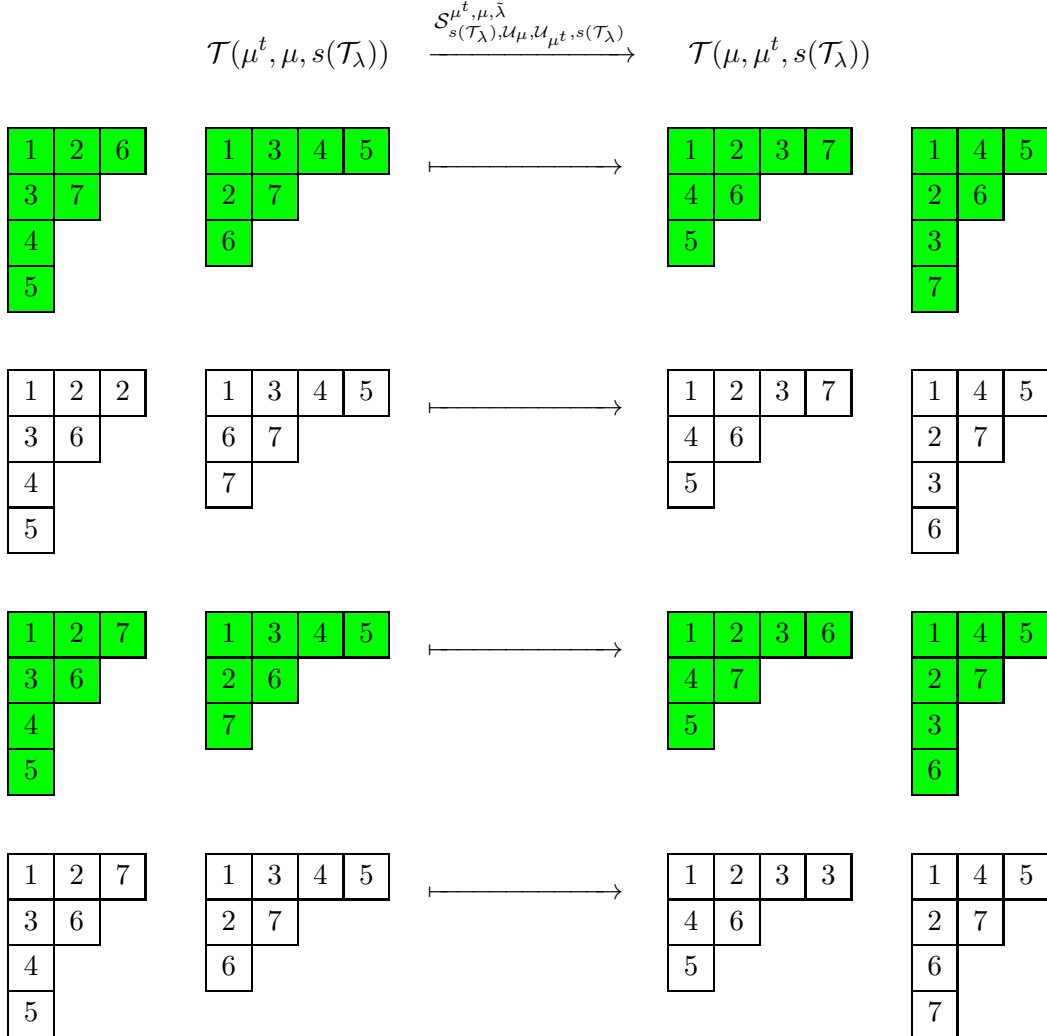 𝒯(μᵗ, μ, s(𝒯_λ)) 𝒮^{μᵗ,μ,λ̃}_{s(𝒯_λ),𝒰_μ,𝒰_{μᵗ},s(𝒯_λ)} ⟶ 𝒯(μ, μᵗ, s(𝒯_λ))
1 2 6 1 3 4 5 ⟼ 1 2 3 7 1 4 5
3 7 2 7 4 6 2 6
4 6 5 3
5 7
1 2 2 1 3 4 5 ⟼ 1 2 3 7 1 4 5
3 6 6 7 4 6 2 7
4 7 5 3
5 6
1 2 7 1 3 4 5 ⟼ 1 2 3 6 1 4 5
3 6 2 6 4 7 2 7
4 7 5 3
5 6
1 2 7 1 3 4 5 ⟼ 1 2 3 3 1 4 5
3 6 2 7 4 6 2 7
4 6 5 6
5 7